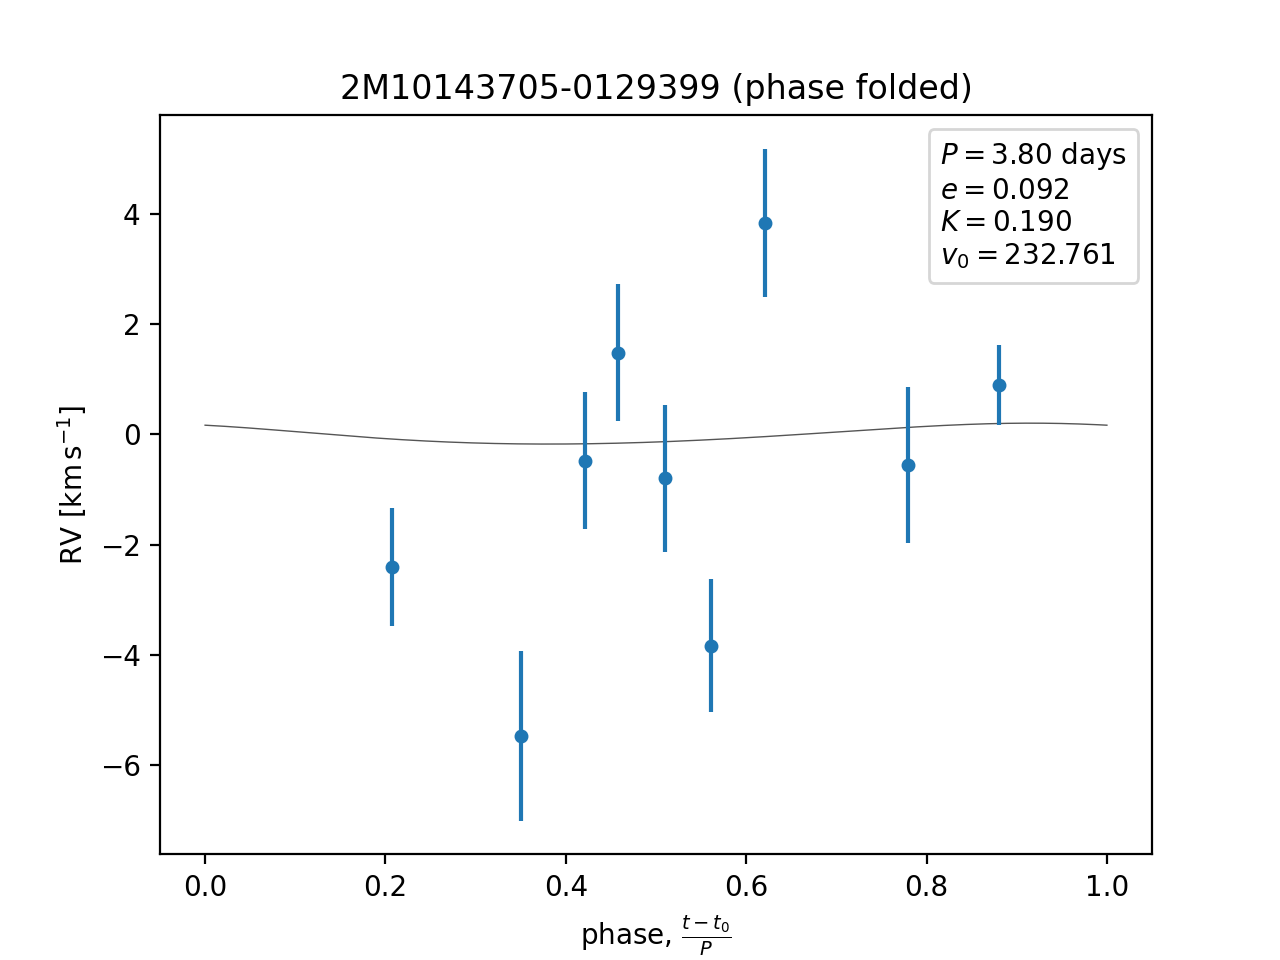 2M10143705-0129399 (phase folded)
P = 3.80 days
e = 0.092
K = 0.190
v₀ = 232.761
4
2
0
−2
−4
−6
RV [km s⁻¹]
0.0 0.2 0.4 0.6 0.8 1.0
phase, (t − t₀)/P